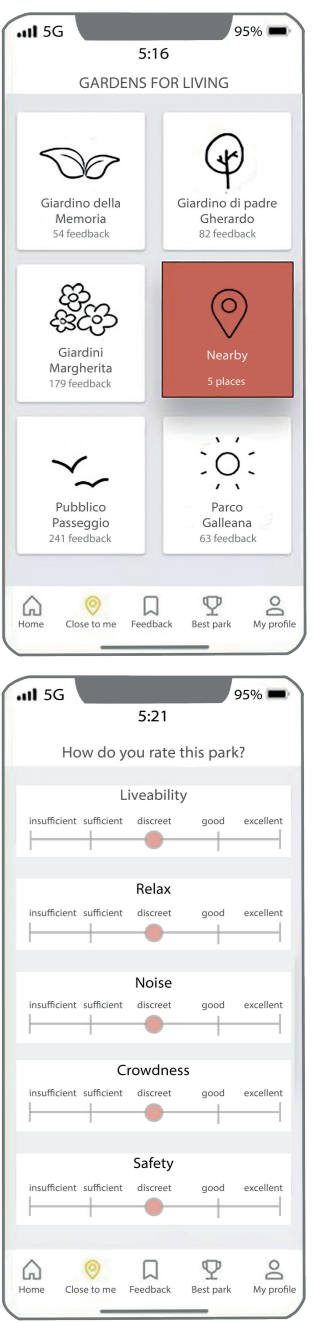 5G 95%
5:16
GARDENS FOR LIVING
Giardino della
Memoria
54 feedback
Giardino di padre
Gherardo
82 feedback
Giardini
Margherita
179 feedback
Nearby
5 places
Pubblico
Passeggio
241 feedback
Parco
Galleana
63 feedback
Home Close to me Feedback Best park My profile
5G 95%
5:21
How do you rate this park?
Liveability
insufficient sufficient discreet good excellent
Relax
insufficient sufficient discreet good excellent
Noise
insufficient sufficient discreet good excellent
Crowdness
insufficient sufficient discreet good excellent
Safety
insufficient sufficient discreet good excellent
Home Close to me Feedback Best park My profile